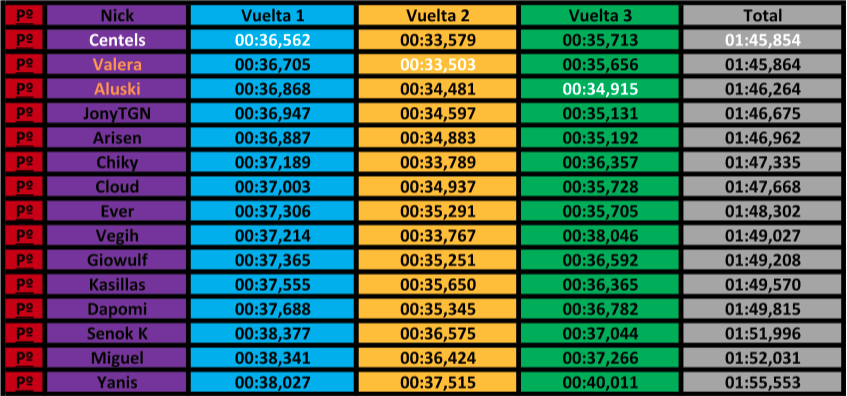 Pº Nick Vuelta 1 Vuelta 2 Vuelta 3 Total
Pº Centels 00:36,562 00:33,579 00:35,713 01:45,854
Pº Valera 00:36,705 00:33,503 00:35,656 01:45,864
Pº Aluski 00:36,868 00:34,481 00:34,915 01:46,264
Pº JonyTGN 00:36,947 00:34,597 00:35,131 01:46,675
Pº Arisen 00:36,887 00:34,883 00:35,192 01:46,962
Pº Chiky 00:37,189 00:33,789 00:36,357 01:47,335
Pº Cloud 00:37,003 00:34,937 00:35,728 01:47,668
Pº Ever 00:37,306 00:35,291 00:35,705 01:48,302
Pº Vegih 00:37,214 00:33,767 00:38,046 01:49,027
Pº Giowulf 00:37,365 00:35,251 00:36,592 01:49,208
Pº Kasillas 00:37,555 00:35,650 00:36,365 01:49,570
Pº Dapomi 00:37,688 00:35,345 00:36,782 01:49,815
Pº Senok K 00:38,377 00:36,575 00:37,044 01:51,996
Pº Miguel 00:38,341 00:36,424 00:37,266 01:52,031
Pº Yanis 00:38,027 00:37,515 00:40,011 01:55,553